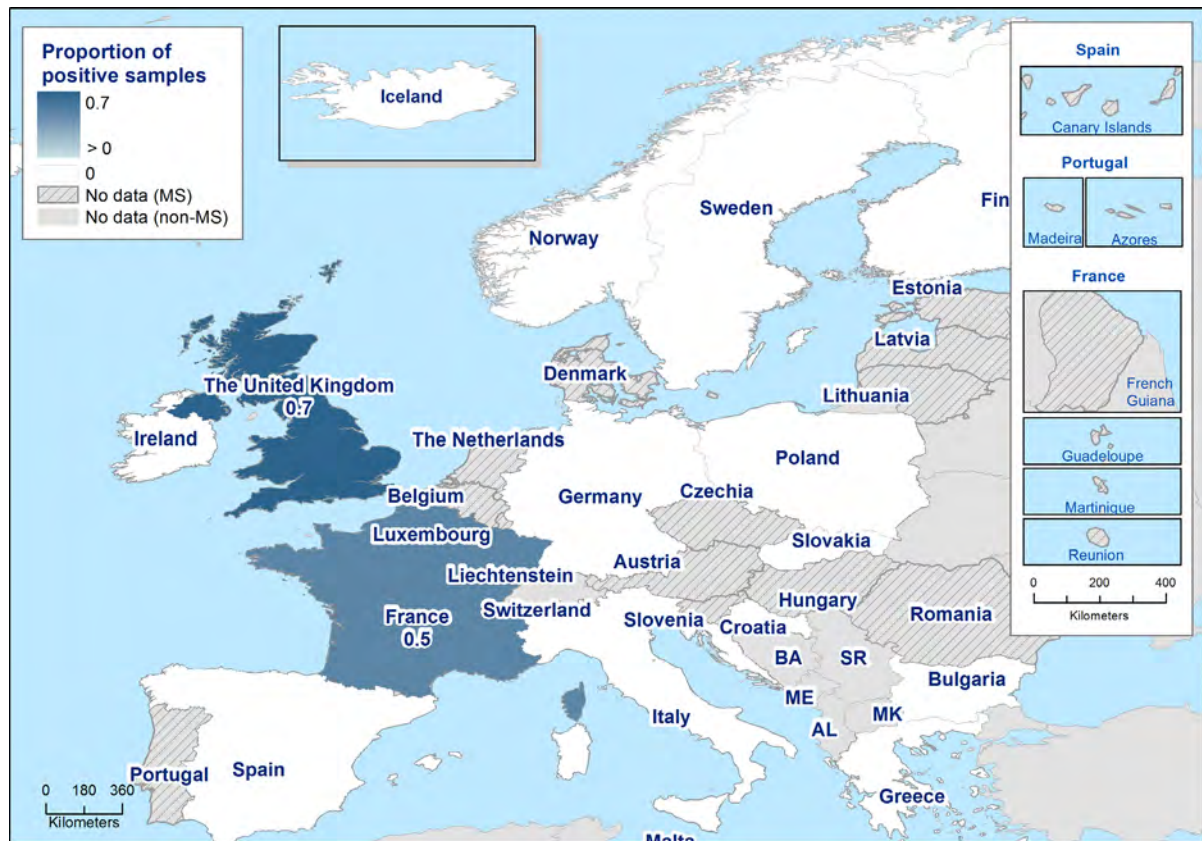 Proportion of
positive samples
0.7
> 0
0
No data (MS)
No data (non-MS)
Iceland
Spain
Canary Islands
Portugal
Madeira
Azores
France
French
Guiana
Guadeloupe
Martinique
Reunion
0 200 400
Kilometers
Norway
Sweden
Fin
Estonia
Latvia
Denmark
Lithuania
The United Kingdom
0.7
Ireland
The Netherlands
Poland
Belgium
Germany
Czechia
Luxembourg
Slovakia
Austria
Liechtenstein
Hungary
Switzerland
Romania
France
0.5
Slovenia
Croatia
BA
SR
Bulgaria
ME
MK
Italy
AL
Portugal
Spain
Greece
0 180 360
Kilometers
Malta